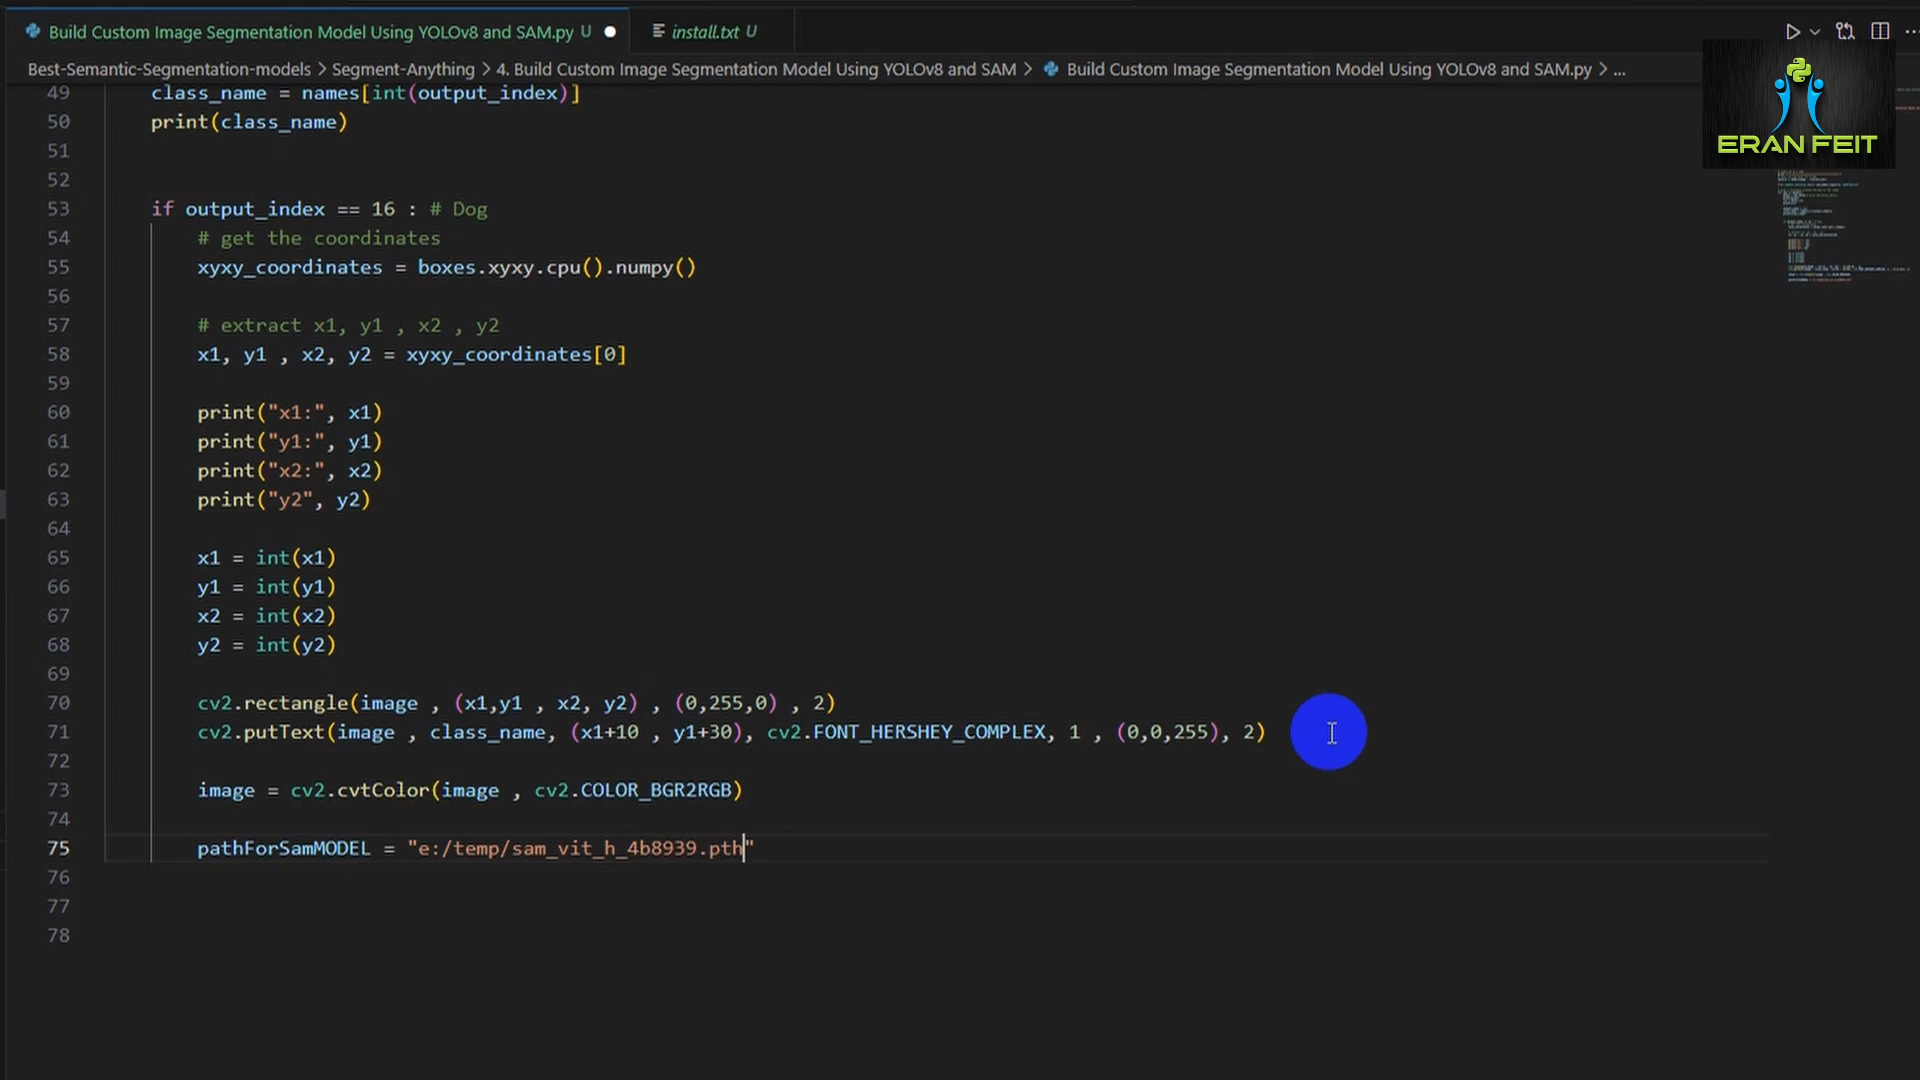 Build Custom Image Segmentation Model Using YOLOv8 and SAM.py U
install.txt U
Best-Semantic-Segmentation-models > Segment-Anything > 4. Build Custom Image Segmentation Model Using YOLOv8 and SAM > Build Custom Image Segmentation Model Using YOLOv8 and SAM.py > ...
ERAN FEIT
49 class_name = names[int(output_index)]
50 print(class_name)
51
52
53 if output_index == 16 : # Dog
54 # get the coordinates
55 xyxy_coordinates = boxes.xyxy.cpu().numpy()
56
57 # extract x1, y1 , x2 , y2
58 x1, y1 , x2, y2 = xyxy_coordinates[0]
59
60 print("x1:", x1)
61 print("y1:", y1)
62 print("x2:", x2)
63 print("y2", y2)
64
65 x1 = int(x1)
66 y1 = int(y1)
67 x2 = int(x2)
68 y2 = int(y2)
69
70 cv2.rectangle(image , (x1,y1 , x2, y2) , (0,255,0) , 2)
71 cv2.putText(image , class_name, (x1+10 , y1+30), cv2.FONT_HERSHEY_COMPLEX, 1 , (0,0,255), 2)
72
73 image = cv2.cvtColor(image , cv2.COLOR_BGR2RGB)
74
75 pathForSamMODEL = "e:/temp/sam_vit_h_4b8939.pth"
76
77
78